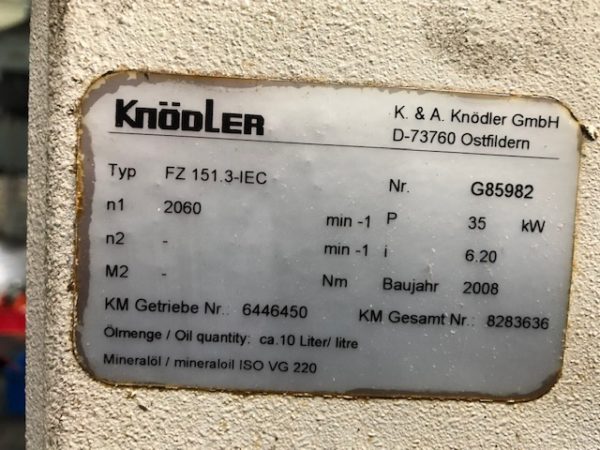 KNÖDLER
K. & A. Knödler GmbH
D-73760 Ostfildern
Typ FZ 151.3-IEC Nr. G85982
n1 2060 min -1 P 35 kW
n2 - min -1 i 6.20
M2 - Nm Baujahr 2008
KM Getriebe Nr.: 6446450 KM Gesamt Nr.: 8283636
Ölmenge / Oil quantity: ca.10 Liter/ litre
Mineralöl / mineraloil ISO VG 220